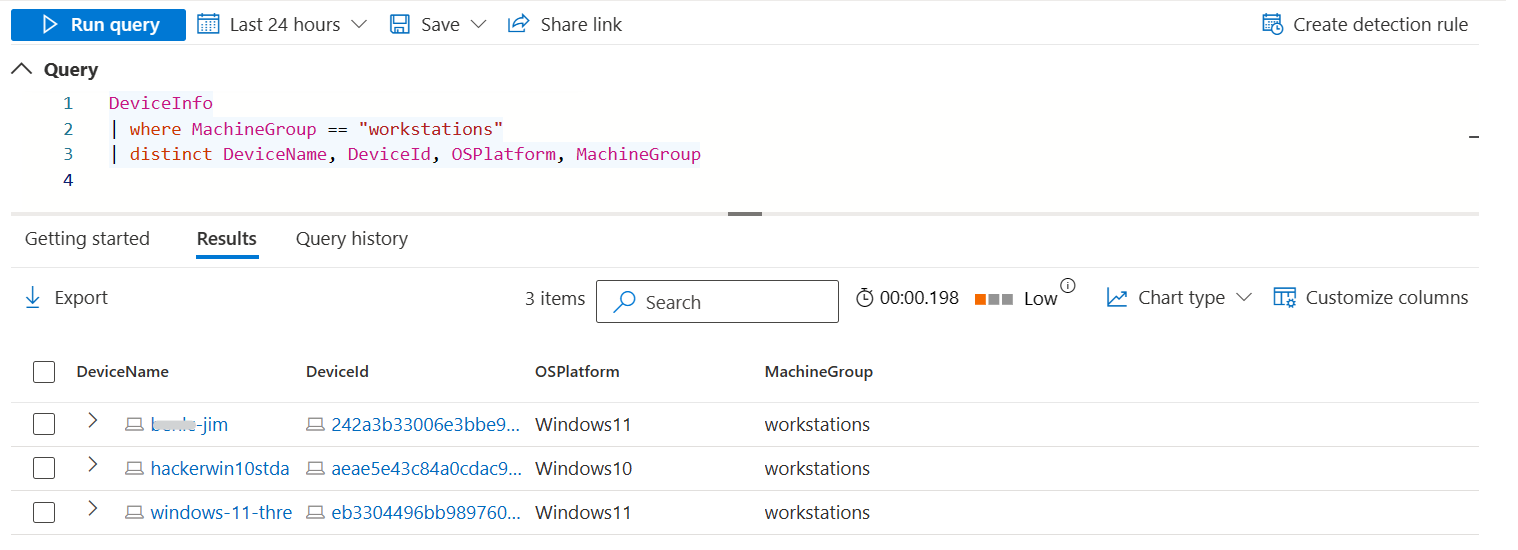 Run query Last 24 hours Save Share link Create detection rule
Query
1 DeviceInfo
2 | where MachineGroup == "workstations"
3 | distinct DeviceName, DeviceId, OSPlatform, MachineGroup
4
Getting started Results Query history
Export 3 items Search 00:00.198 Low Chart type Customize columns
DeviceName DeviceId OSPlatform MachineGroup
-jim 242a3b33006e3bbe9... Windows11 workstations
hackerwin10stda aeae5e43c84a0cdac9... Windows10 workstations
windows-11-thre eb3304496bb989760... Windows11 workstations